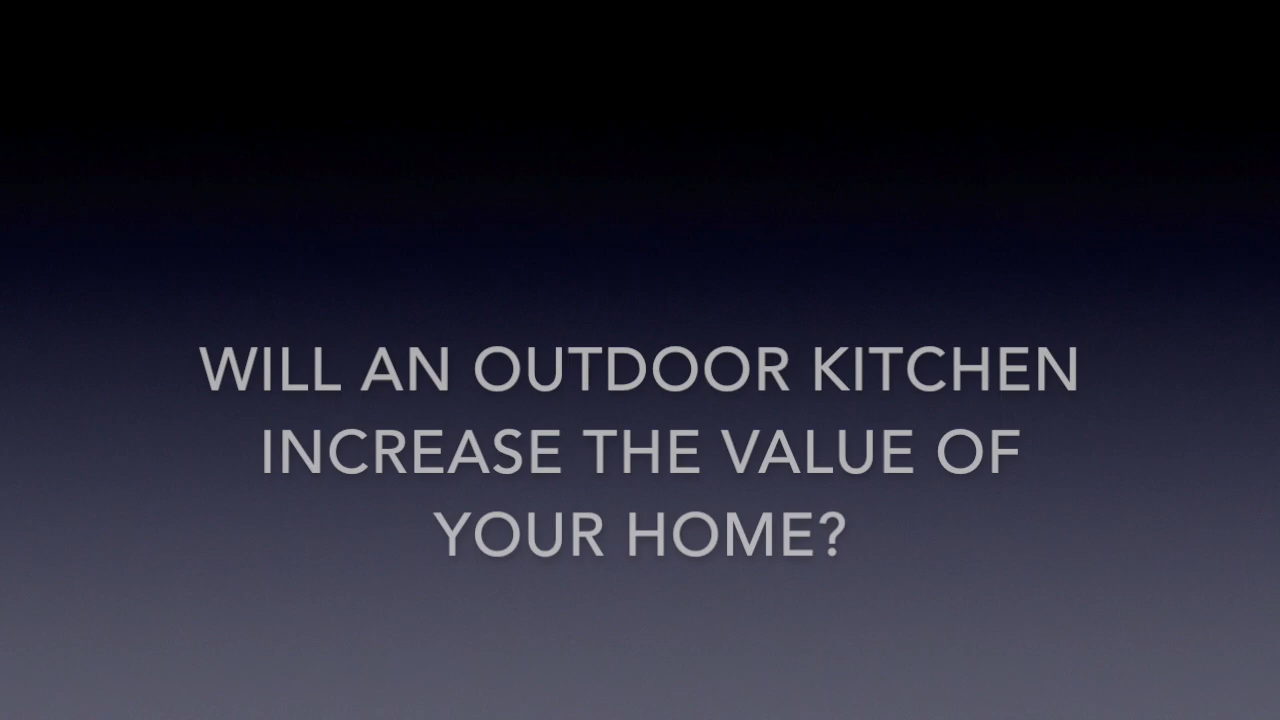 WILL AN OUTDOOR KITCHEN
INCREASE THE VALUE OF
YOUR HOME?